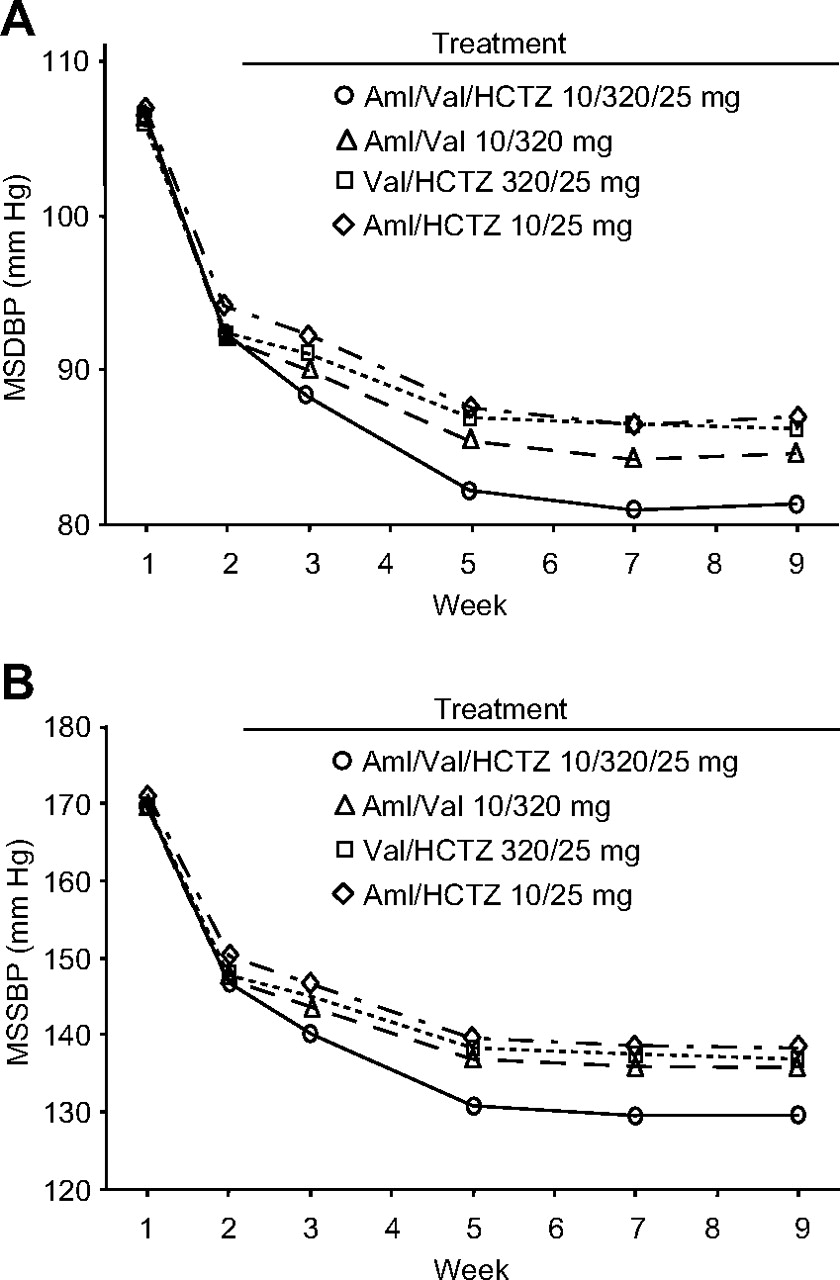 A
Treatment
110
Aml/Val/HCTZ 10/320/25 mg
Aml/Val 10/320 mg
Val/HCTZ 320/25 mg
Aml/HCTZ 10/25 mg
100
90
80
MSDBP (mm Hg)
1 2 3 4 5 6 7 8 9
Week
B
Treatment
180
Aml/Val/HCTZ 10/320/25 mg
Aml/Val 10/320 mg
Val/HCTZ 320/25 mg
Aml/HCTZ 10/25 mg
170
160
150
140
130
120
MSSBP (mm Hg)
1 2 3 4 5 6 7 8 9
Week